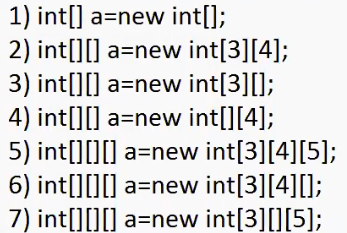 1) int[] a=new int[];
2) int[][] a=new int[3][4];
3) int[][] a=new int[3][];
4) int[][] a=new int[][4];
5) int[][][] a=new int[3][4][5];
6) int[][][] a=new int[3][4][];
7) int[][][] a=new int[3][][5];